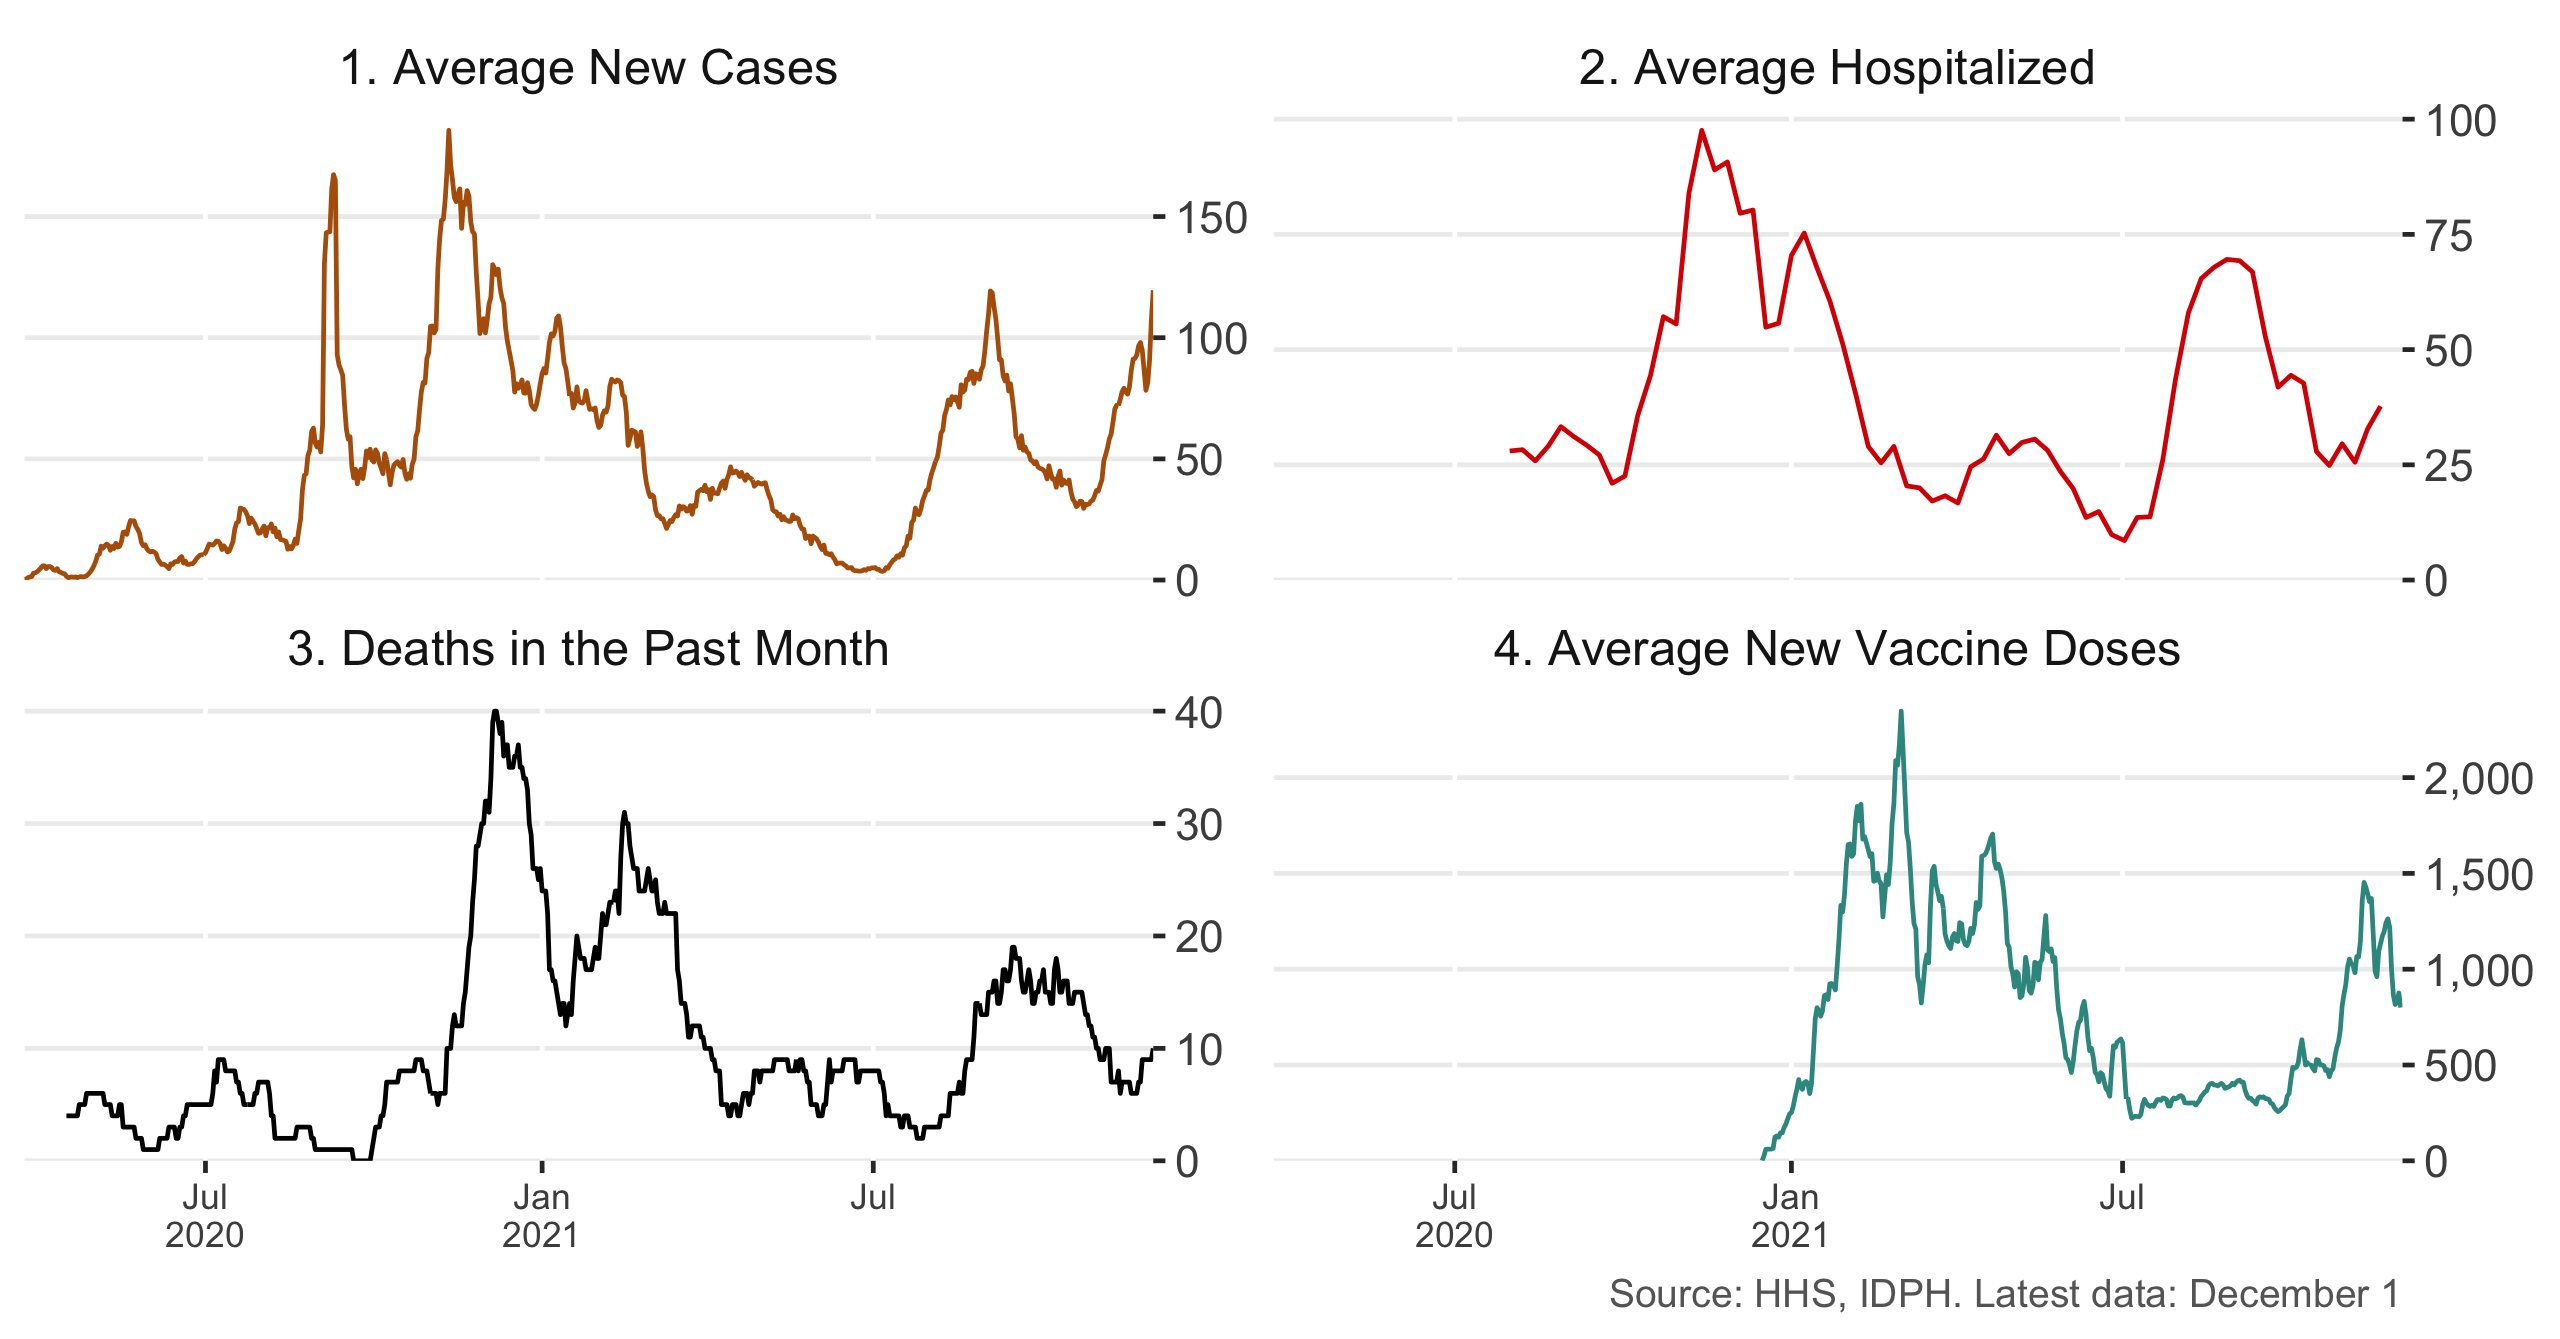 1. Average New Cases
150
100
50
0
2. Average Hospitalized
100
75
50
25
0
3. Deaths in the Past Month
40
30
20
10
0
Jul
2020
Jan
2021
Jul
4. Average New Vaccine Doses
2,000
1,500
1,000
500
0
Jul
2020
Jan
2021
Jul
Source: HHS, IDPH. Latest data: December 1